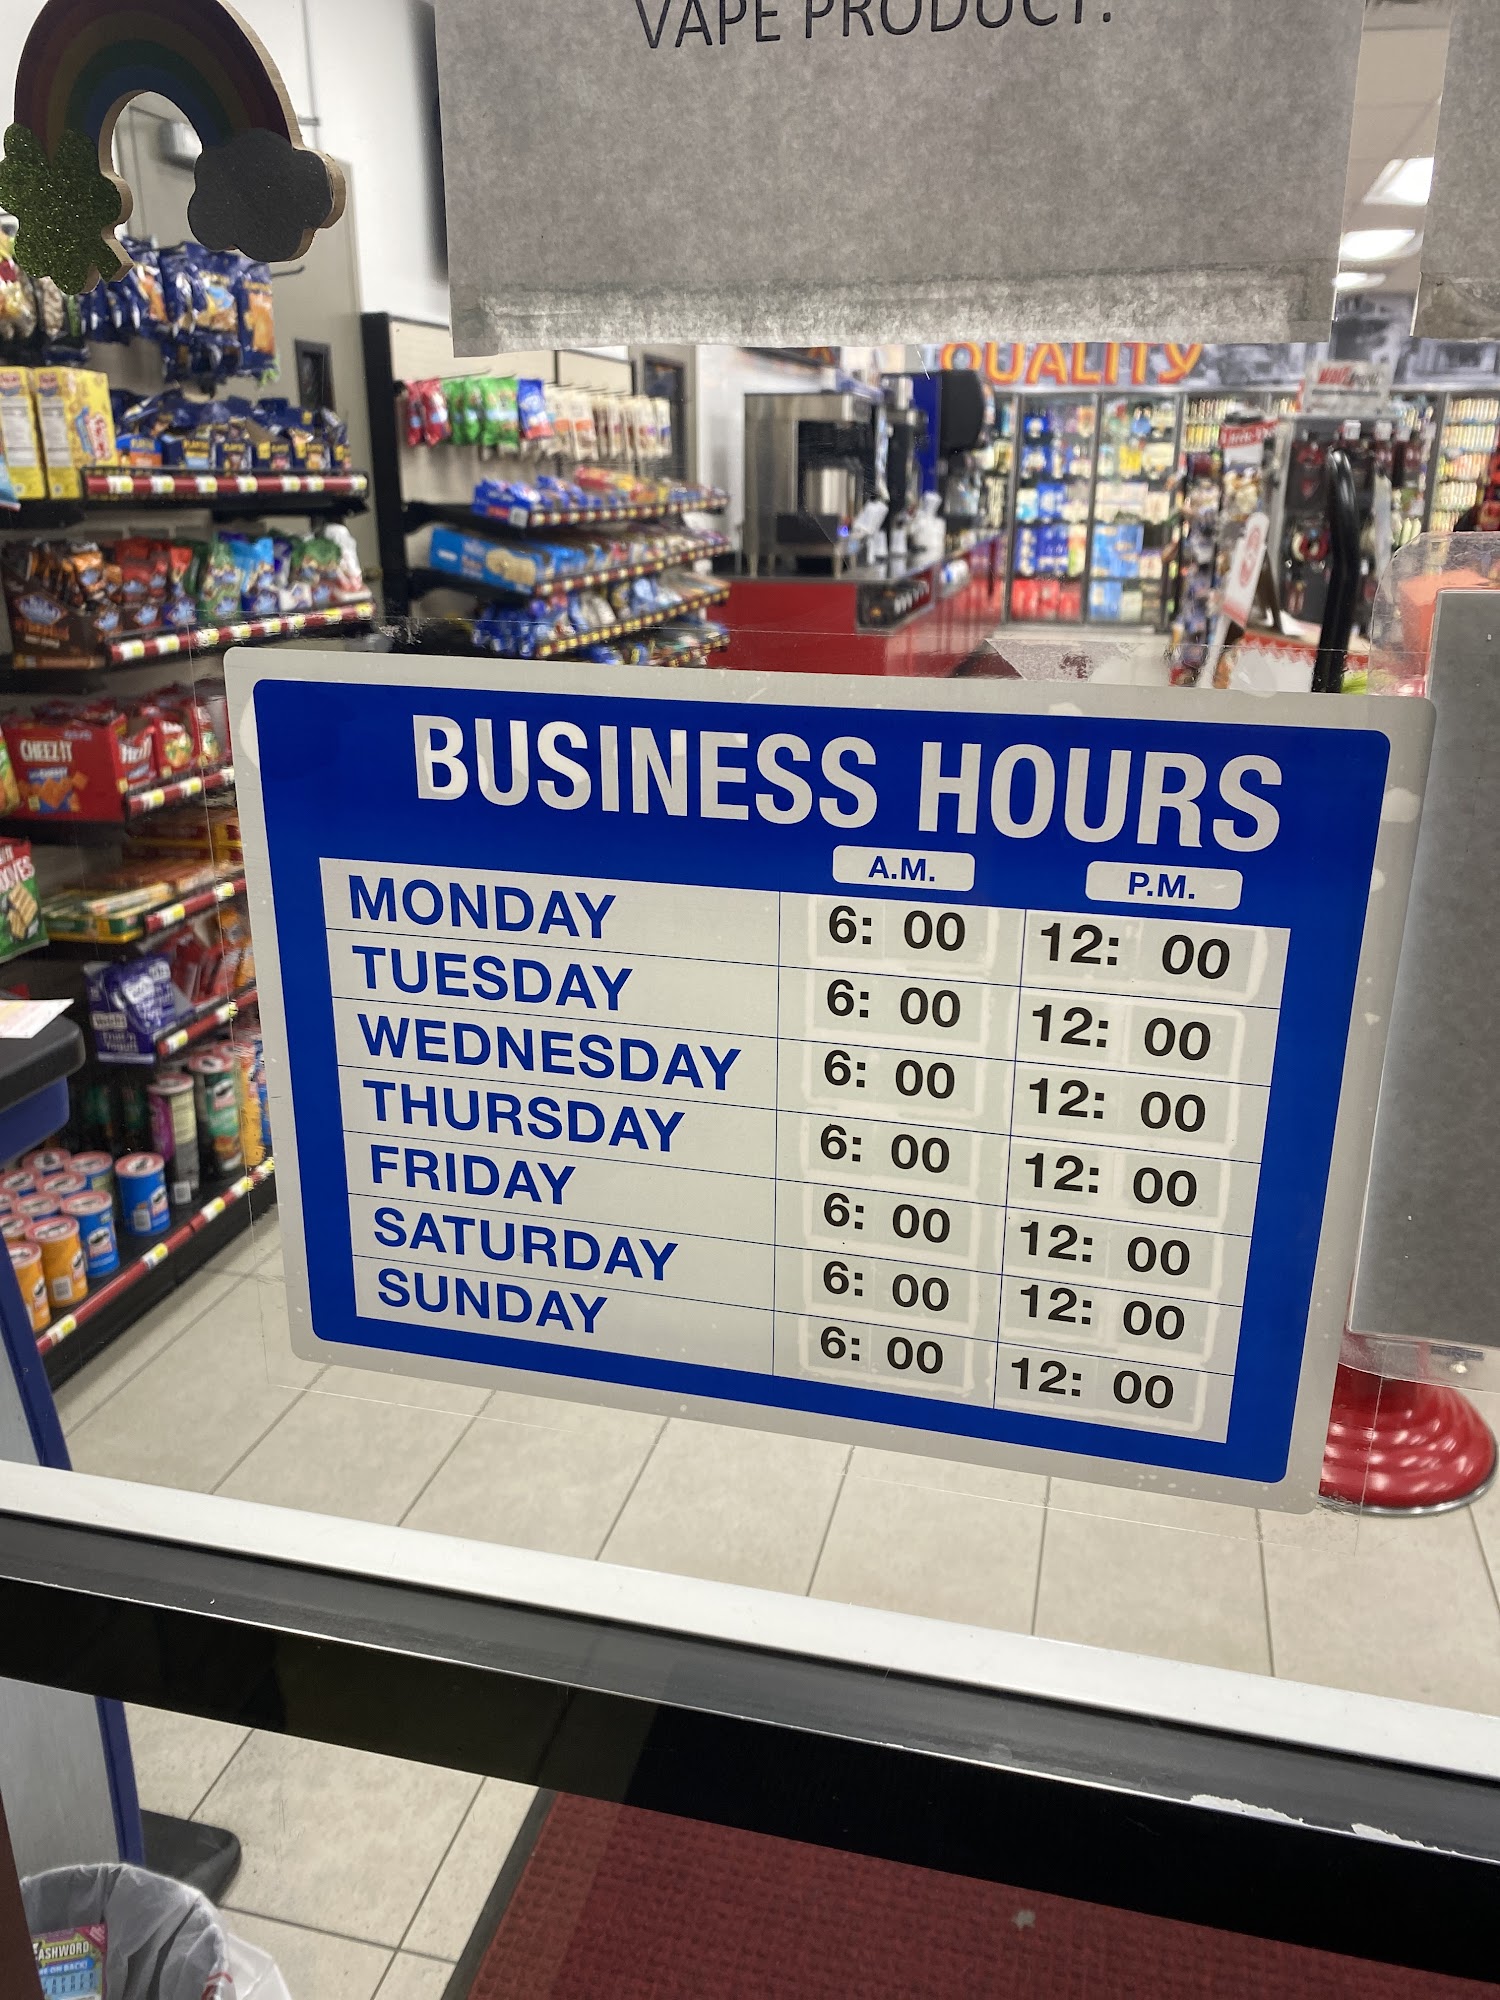 VAPE PRODUCT.
QUALITY
CHEEZ IT
BUSINESS HOURS
A.M. P.M.
MONDAY 6: 00 12: 00
TUESDAY 6: 00 12: 00
WEDNESDAY 6: 00 12: 00
THURSDAY 6: 00 12: 00
FRIDAY 6: 00 12: 00
SATURDAY 6: 00 12: 00
SUNDAY 6: 00 12: 00